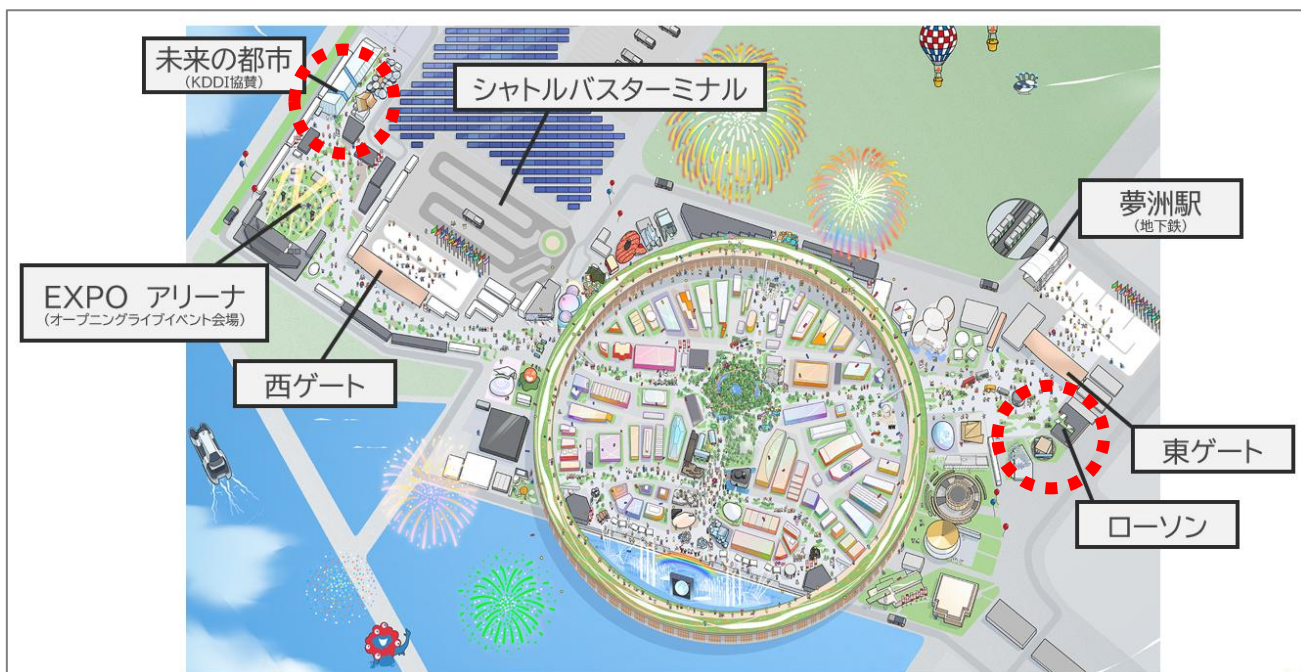 未来の都市
(KDDI協賛)
シャトルバスターミナル
夢洲駅
(地下鉄)
EXPO アリーナ
(オープニングライブイベント会場)
西ゲート
東ゲート
ローソン